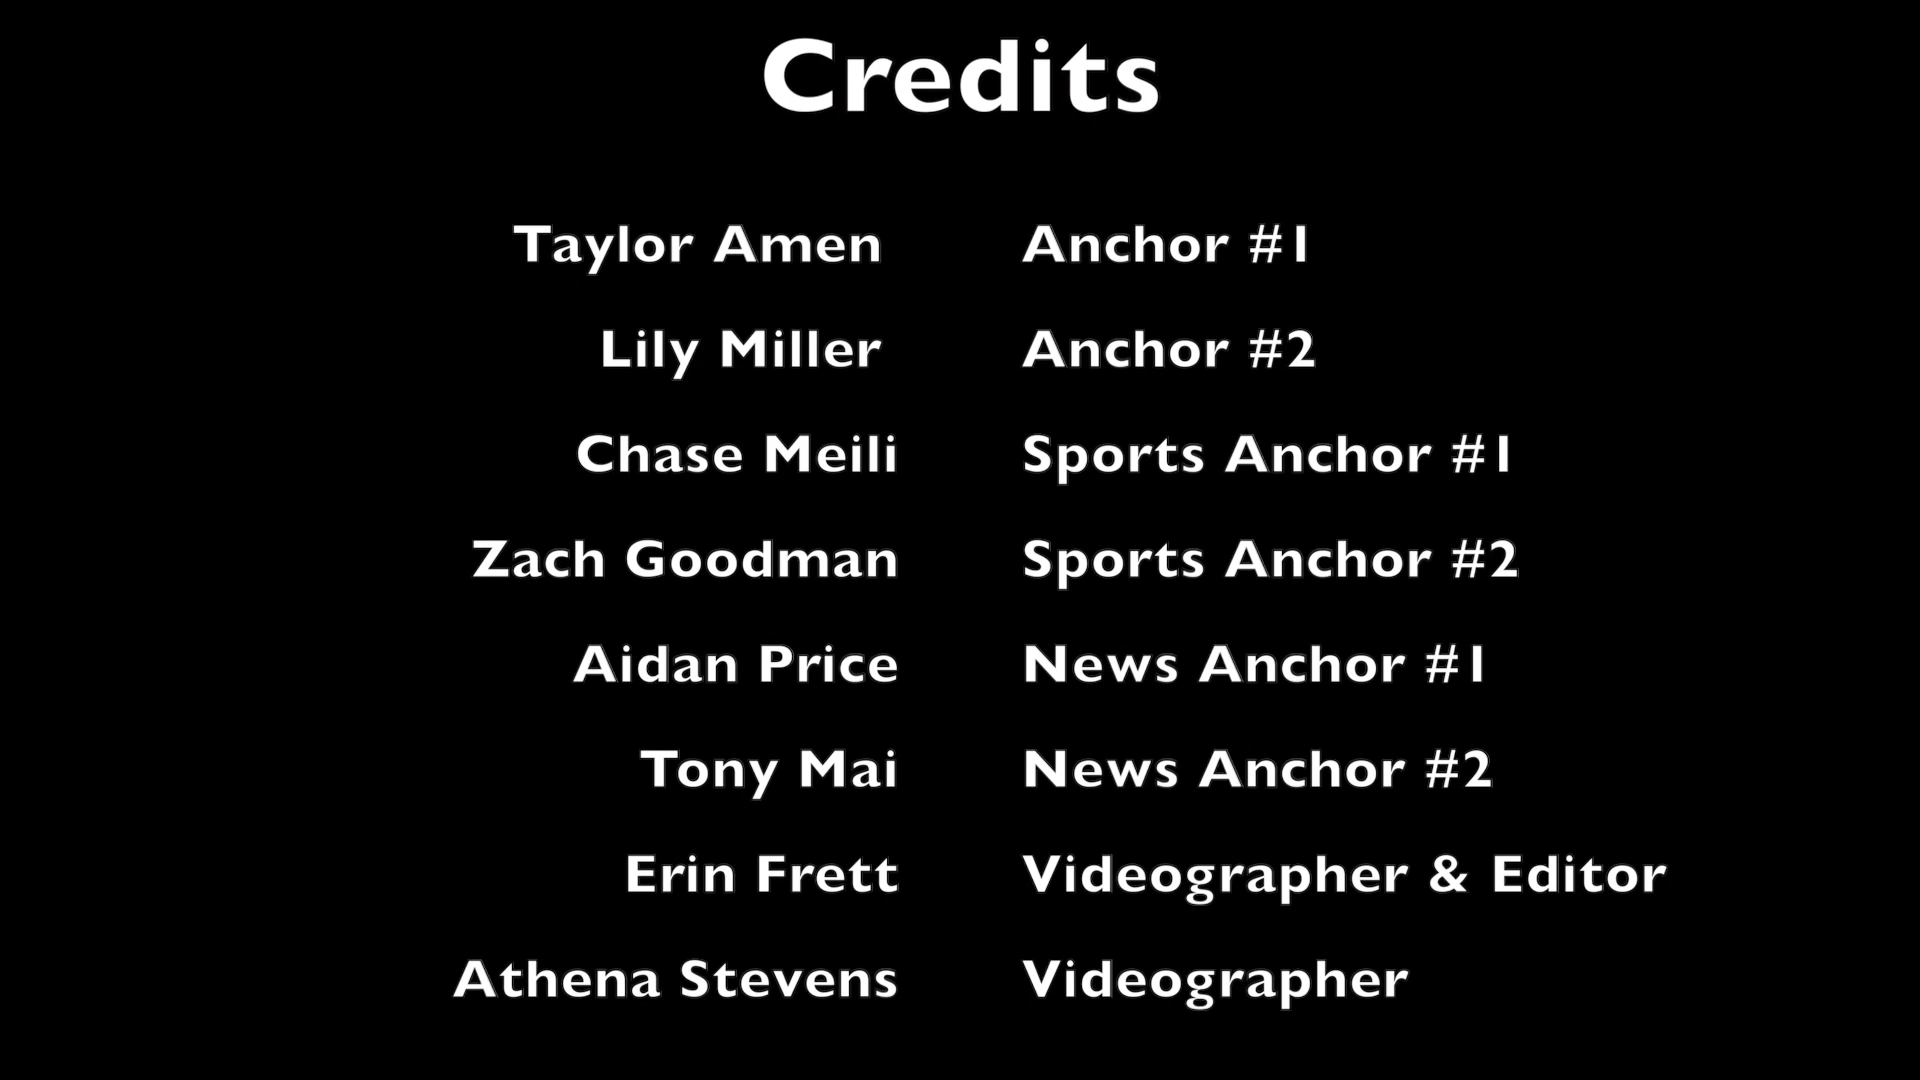 Credits
Taylor Amen Anchor #1
Lily Miller Anchor #2
Chase Meili Sports Anchor #1
Zach Goodman Sports Anchor #2
Aidan Price News Anchor #1
Tony Mai News Anchor #2
Erin Frett Videographer & Editor
Athena Stevens Videographer